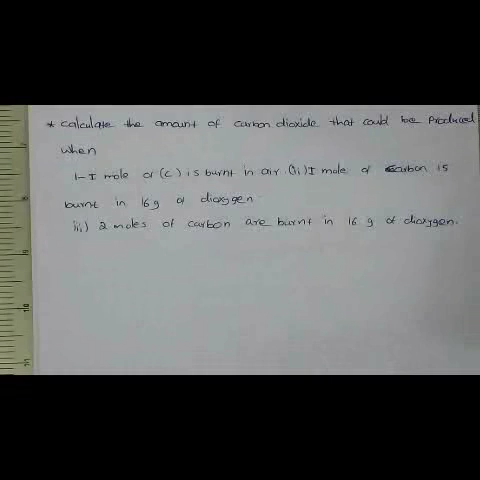 * calculate the amount of carbon dioxide that could be produced
when
1-I mole of (c) is burnt in air. (ii) I mole of carbon is
burnt in 16 g of dioxygen.
iii) 2 moles of carbon are burnt in 16 g of dioxygen.